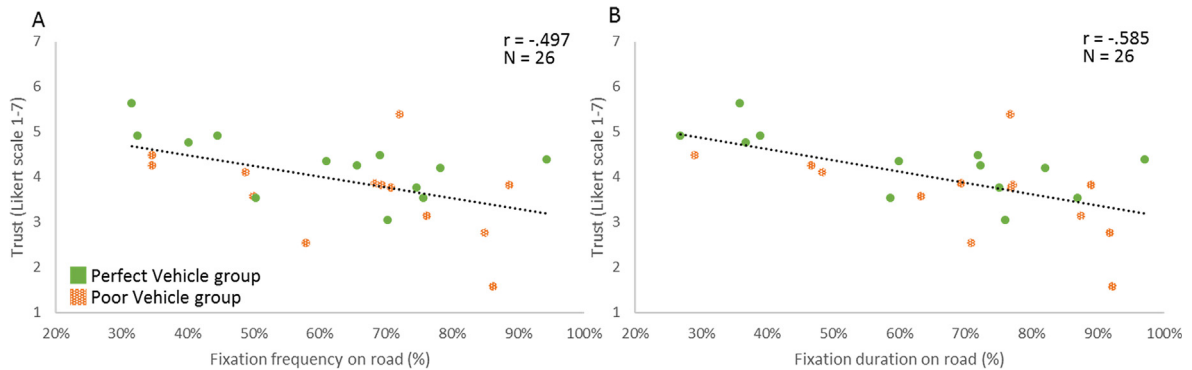 A
r = -.497
N = 26
Trust (Likert scale 1-7)
7
6
5
4
3
2
1
Perfect Vehicle group
Poor Vehicle group
20% 30% 40% 50% 60% 70% 80% 90% 100%
Fixation frequency on road (%)
B
r = -.585
N = 26
Trust (Likert scale 1-7)
7
6
5
4
3
2
1
20% 30% 40% 50% 60% 70% 80% 90% 100%
Fixation duration on road (%)